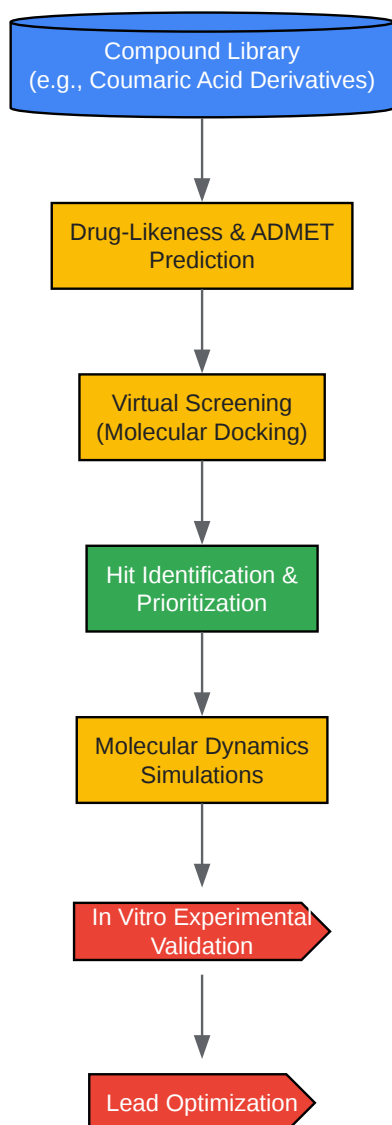 Compound Library
(e.g., Coumaric Acid Derivatives)
Drug-Likeness & ADMET
Prediction
Virtual Screening
(Molecular Docking)
Hit Identification &
Prioritization
Molecular Dynamics
Simulations
In Vitro Experimental
Validation
Lead Optimization